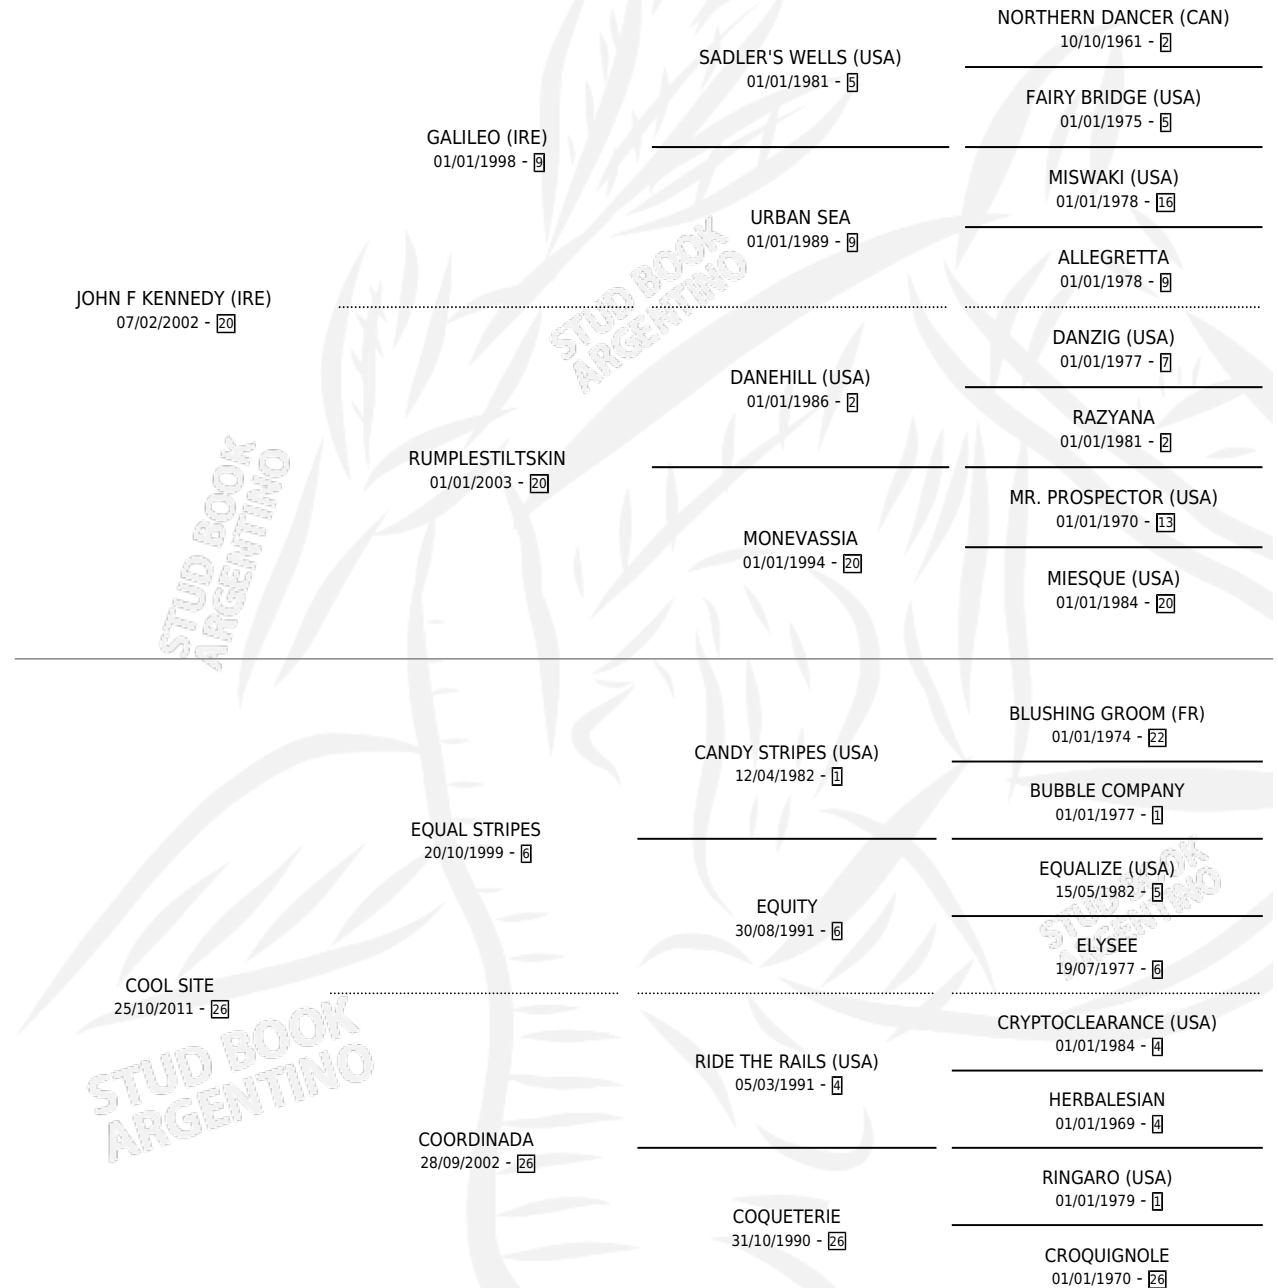 NORTHERN DANCER (CAN)
10/10/1961 - 2
SADLER'S WELLS (USA)
01/01/1981 - 5
FAIRY BRIDGE (USA)
01/01/1975 - 5
GALILEO (IRE)
01/01/1998 - 9
MISWAKI (USA)
01/01/1978 - 16
URBAN SEA
01/01/1989 - 9
ALLEGRETTA
01/01/1978 - 9
JOHN F KENNEDY (IRE)
07/02/2002 - 20
DANZIG (USA)
01/01/1977 - 7
DANEHILL (USA)
01/01/1986 - 2
RAZYANA
01/01/1981 - 2
RUMPLESTILTSKIN
01/01/2003 - 20
MR. PROSPECTOR (USA)
01/01/1970 - 13
MONEVASSIA
01/01/1994 - 20
MIESQUE (USA)
01/01/1984 - 20
BLUSHING GROOM (FR)
01/01/1974 - 22
CANDY STRIPES (USA)
12/04/1982 - 1
BUBBLE COMPANY
01/01/1977 - 1
EQUAL STRIPES
20/10/1999 - 6
EQUALIZE (USA)
15/05/1982 - 5
EQUITY
30/08/1991 - 6
ELYSEE
19/07/1977 - 6
COOL SITE
25/10/2011 - 26
CRYPTOCLEARANCE (USA)
01/01/1984 - 4
RIDE THE RAILS (USA)
05/03/1991 - 4
HERBALESIAN
01/01/1969 - 4
COORDINADA
28/09/2002 - 26
RINGARO (USA)
01/01/1979 - 1
COQUETERIE
31/10/1990 - 26
CROQUIGNOLE
01/01/1970 - 26
STUD BOOK
ARGENTINO
STUD BOOK
ARGENTINO
STUD BOOK
ARGENTINO
STUD BOOK
ARGENTINO